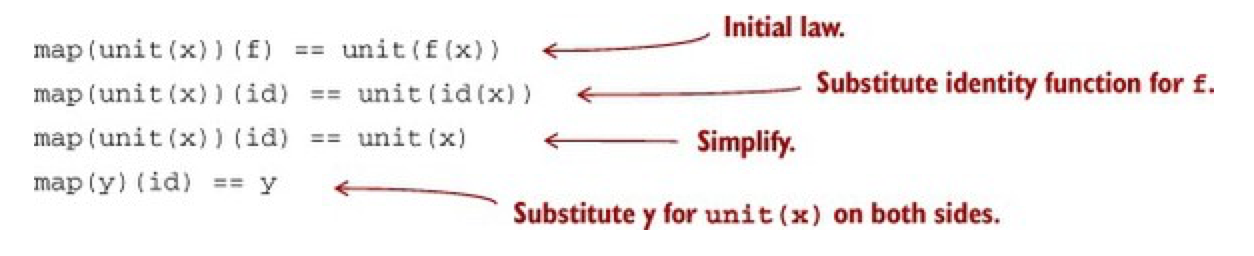 map(unit(x))(f) == unit(f(x))
Initial law.
map(unit(x))(id) == unit(id(x))
Substitute identity function for f.
map(unit(x))(id) == unit(x)
Simplify.
map(y)(id) == y
Substitute y for unit(x) on both sides.